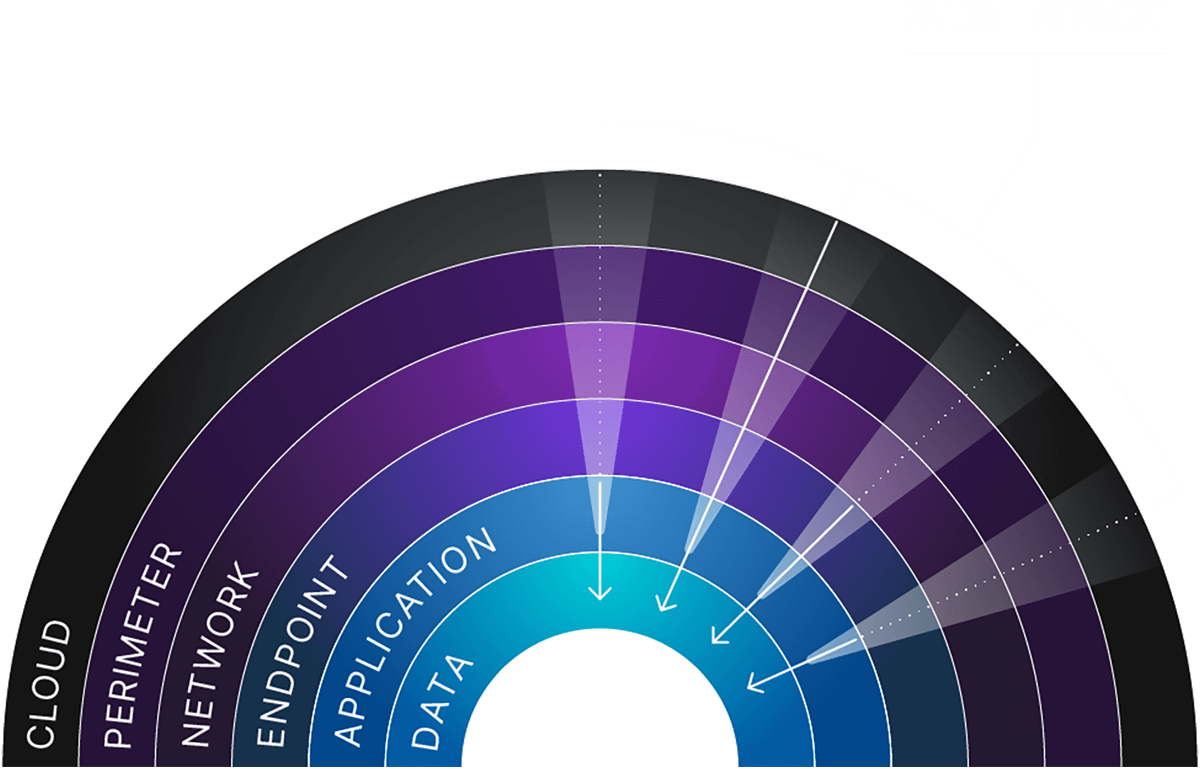 CLOUD
PERIMETER
NETWORK
ENDPOINT
APPLICATION
DATA